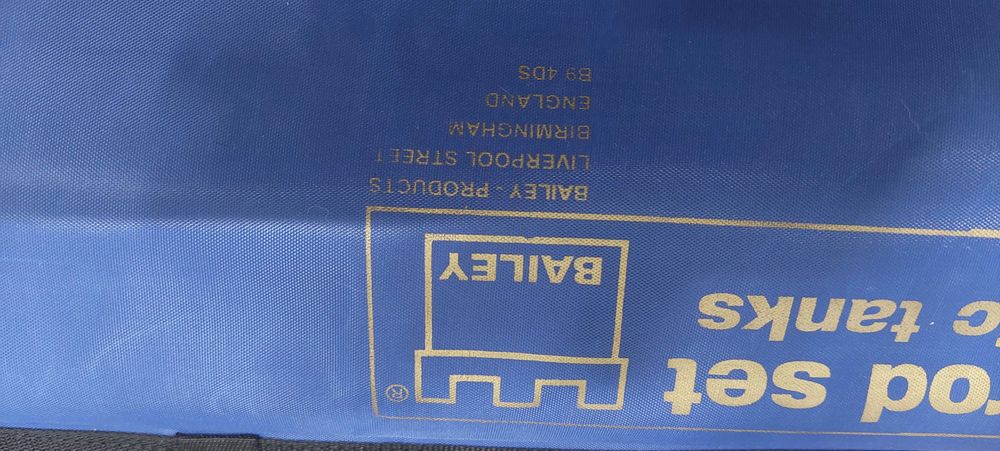 rod set
c tanks
®
BAILEY
BAILEY - PRODUCTS
LIVERPOOL STREET
BIRMINGHAM
ENGLAND
B9 4DS